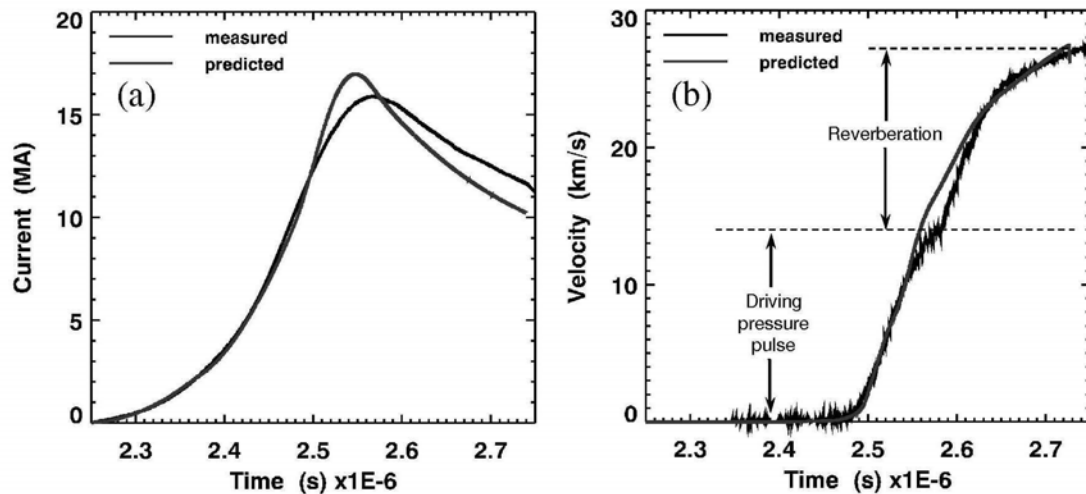 20
15
10
5
0
Current (MA)
measured
predicted
(a)
2.3 2.4 2.5 2.6 2.7
Time (s) x1E-6
30
20
10
0
Velocity (km/s)
measured
predicted
(b)
Reverberation
Driving
pressure
pulse
2.3 2.4 2.5 2.6 2.7
Time (s) x1E-6